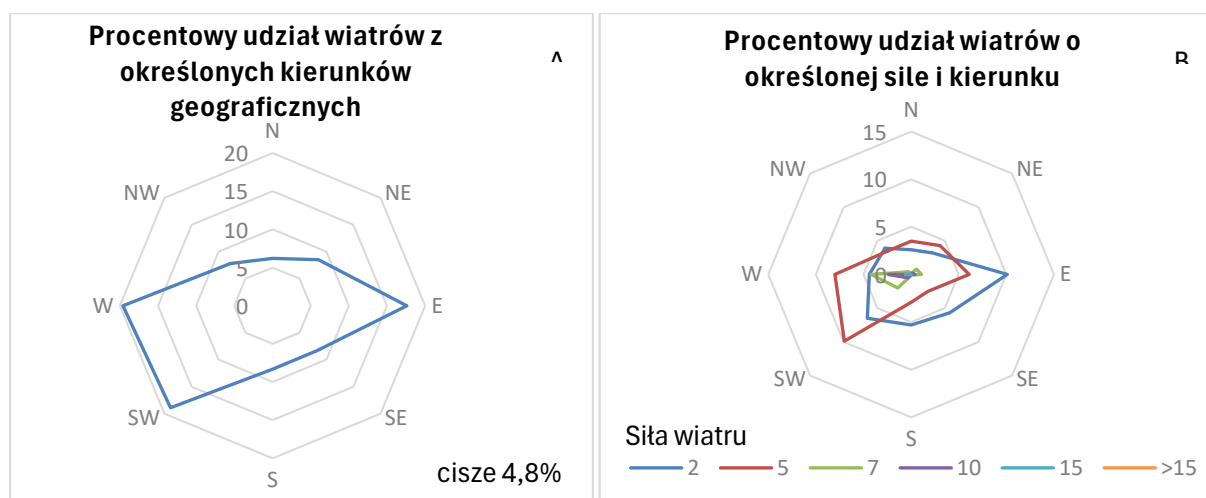 Procentowy udział wiatrów z
określonych kierunków
geograficznych
A
N
NE
E
SE
S
SW
W
NW
20
15
10
5
0
cisze 4,8%
Procentowy udział wiatrów o
określonej sile i kierunku
B
N
NE
E
SE
S
SW
W
NW
15
10
5
0
Siła wiatru
2 5 7 10 15 >15